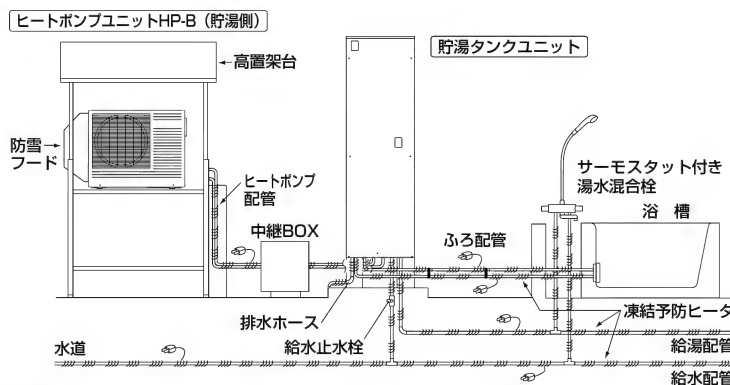 ヒートポンプユニットHP-B（貯湯側）
貯湯タンクユニット
高置架台
防雪
フード
ヒートポンプ
配管
中継BOX
サーモスタット付き
湯水混合栓
浴 槽
ふろ配管
排水ホース
給水止水栓
凍結予防ヒータ
水道
給湯配管
給水配管